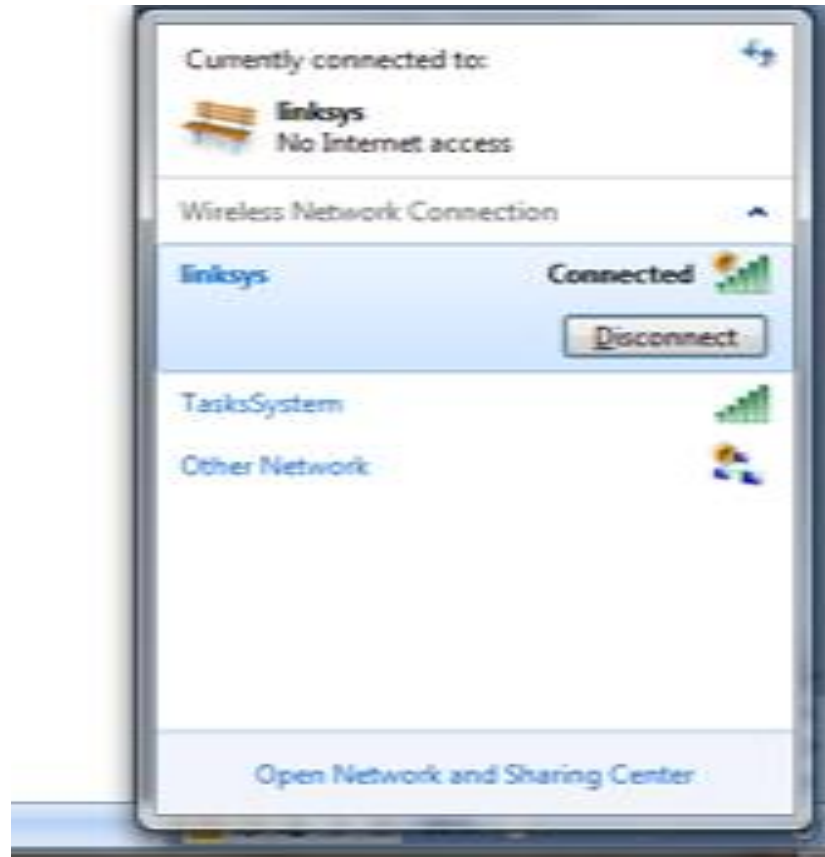 Currently connected to:
linksys
No Internet access
Wireless Network Connection
linksys Connected
Disconnect
TasksSystem
Other Network
Open Network and Sharing Center